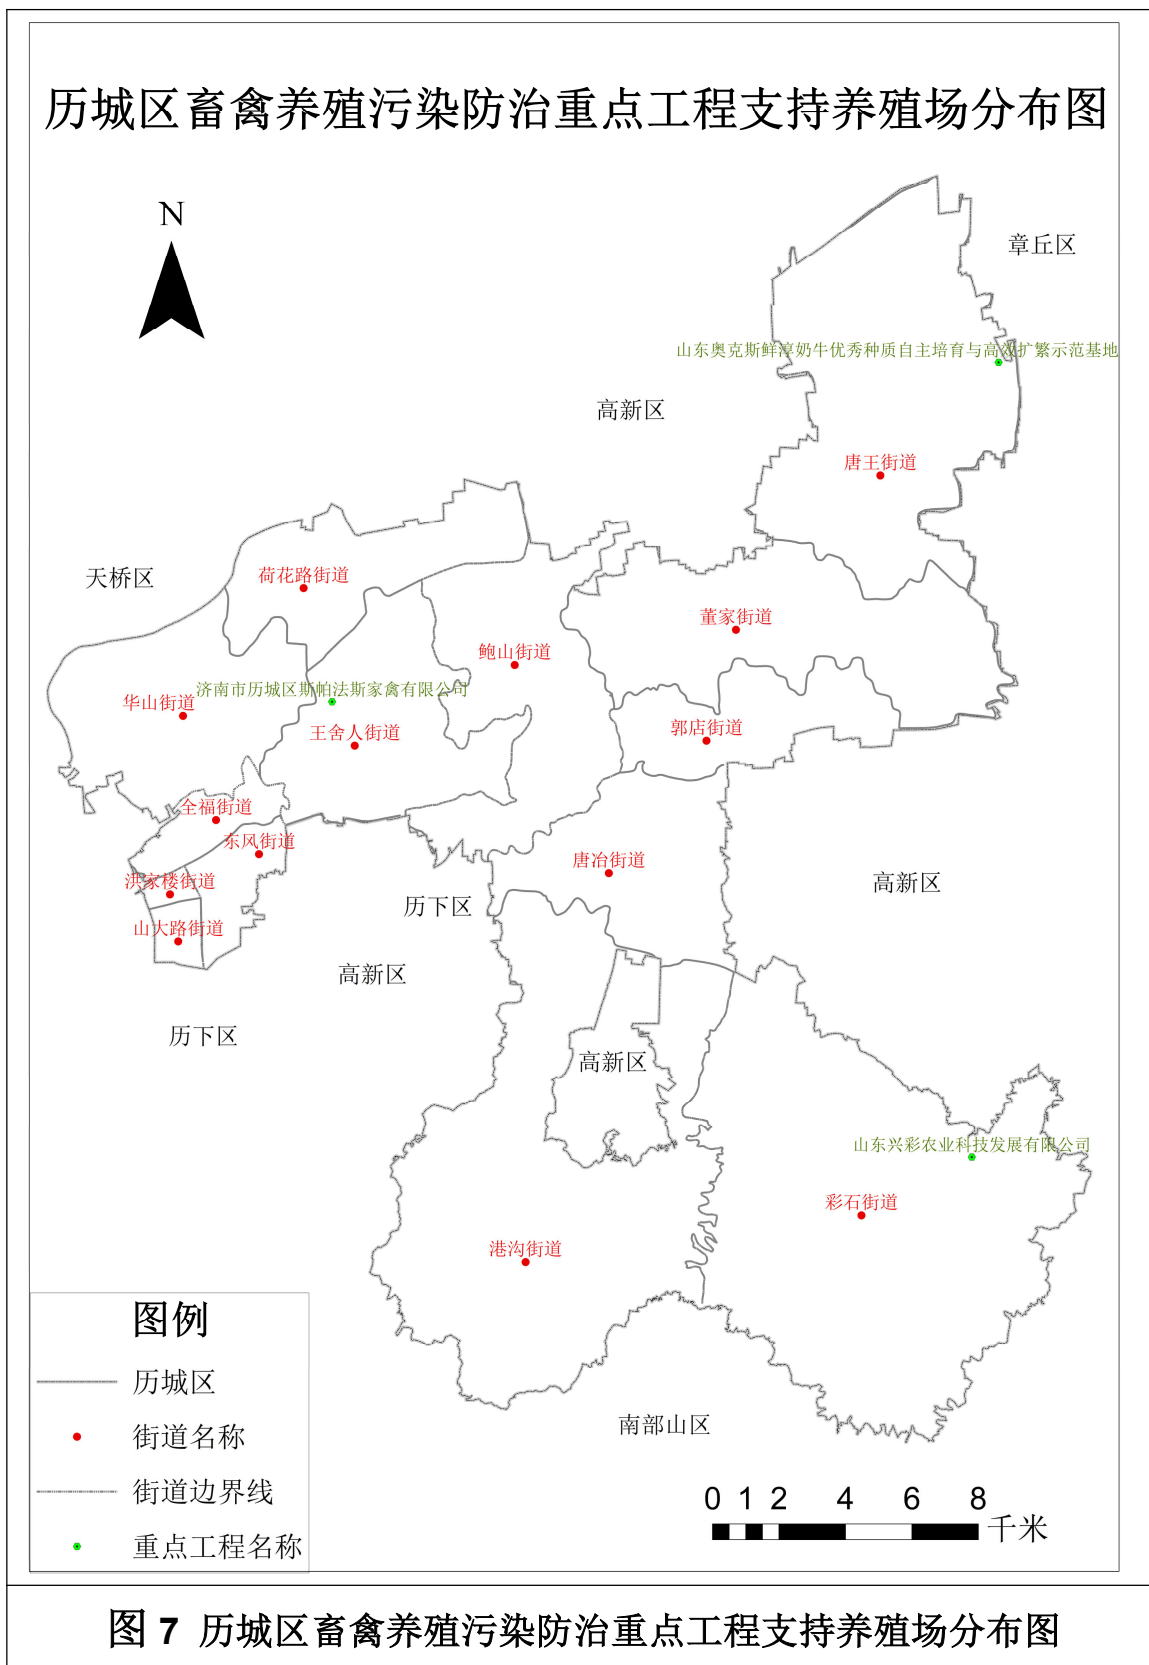 历城区畜禽养殖污染防治重点工程支持养殖场分布图
N
章丘区
山东奥克斯鲜淳奶牛优秀种质自主培育与高效扩繁示范基地
高新区
唐王街道
天桥区
荷花路街道
董家街道
鲍山街道
济南市历城区斯帕法斯家禽有限公司
华山街道
郭店街道
王舍人街道
全福街道
东风街道
唐冶街道
洪家楼街道
高新区
历下区
山大路街道
高新区
历下区
高新区
山东兴彩农业科技发展有限公司
彩石街道
港沟街道
图例
历城区
街道名称
街道边界线
重点工程名称
南部山区
0 1 2 4 6 8
千米
图 7 历城区畜禽养殖污染防治重点工程支持养殖场分布图